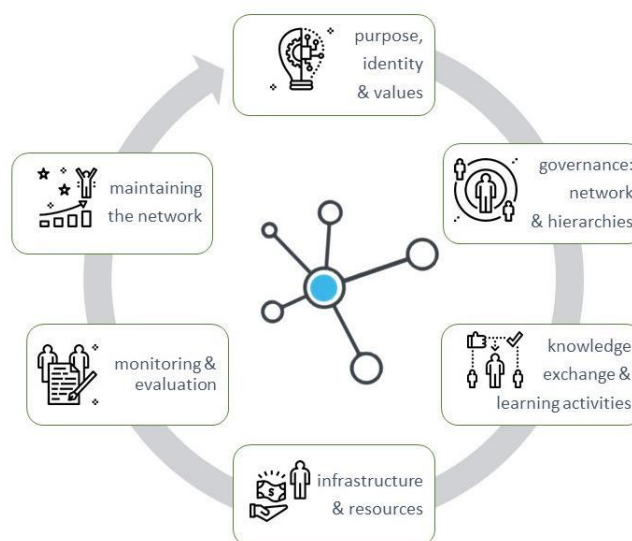 purpose,
identity
& values
governance:
network
& hierarchies
knowledge
exchange &
learning activities
infrastructure
& resources
monitoring &
evaluation
maintaining
the network
$